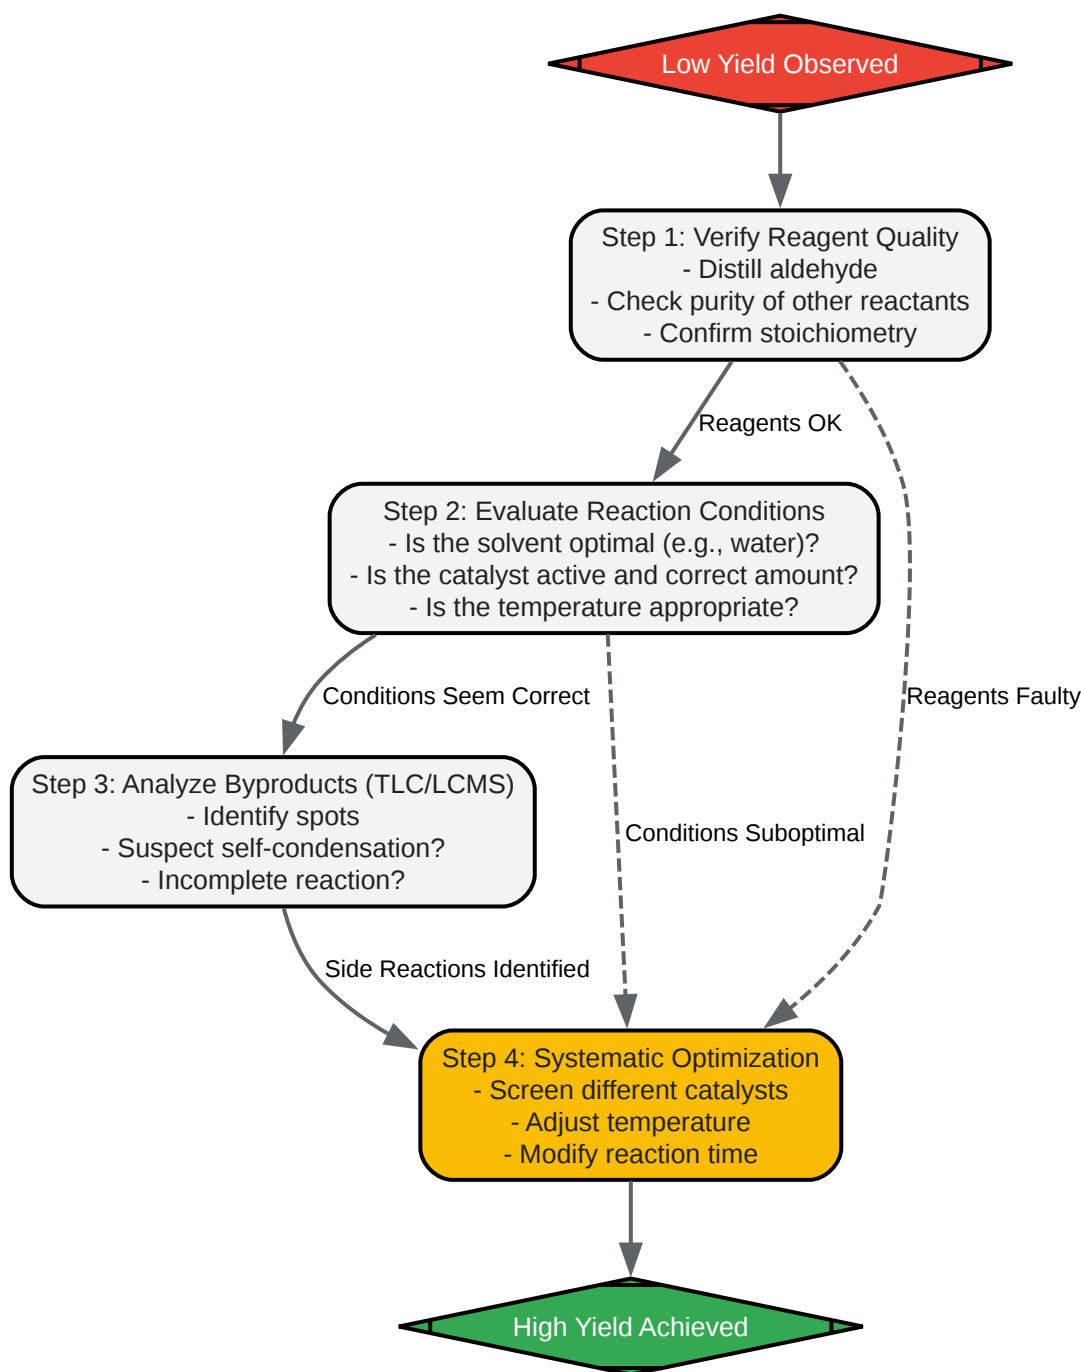 Low Yield Observed
Step 1: Verify Reagent Quality
- Distill aldehyde
- Check purity of other reactants
- Confirm stoichiometry
Reagents OK
Step 2: Evaluate Reaction Conditions
- Is the solvent optimal (e.g., water)?
- Is the catalyst active and correct amount?
- Is the temperature appropriate?
Conditions Seem Correct
Reagents Faulty
Step 3: Analyze Byproducts (TLC/LCMS)
- Identify spots
- Suspect self-condensation?
- Incomplete reaction?
Conditions Suboptimal
Side Reactions Identified
Step 4: Systematic Optimization
- Screen different catalysts
- Adjust temperature
- Modify reaction time
High Yield Achieved